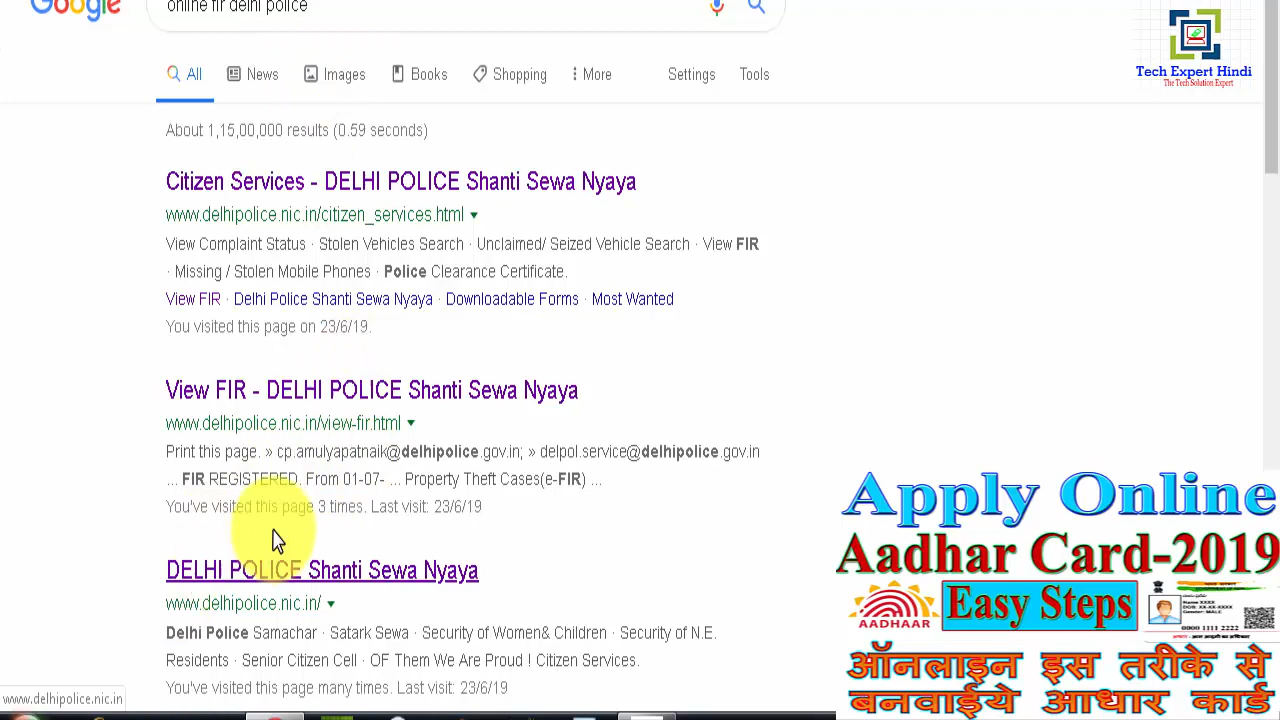 Google
online fir delhi police
All News Images Books Shopping More Settings Tools
Tech Expert Hindi
The Tech Solution Expert
About 1,15,00,000 results (0.59 seconds)
Citizen Services - DELHI POLICE Shanti Sewa Nyaya
www.delhipolice.nic.in/citizen_services.html
View Complaint Status · Stolen Vehicles Search · Unclaimed/ Seized Vehicle Search · View FIR
· Missing / Stolen Mobile Phones · Police Clearance Certificate.
View FIR · Delhi Police Shanti Sewa Nyaya · Downloadable Forms · Most Wanted
You visited this page on 23/6/19.
View FIR - DELHI POLICE Shanti Sewa Nyaya
www.delhipolice.nic.in/view-fir.html
Print this page. » cp.amulyapatnaik@delhipolice.gov.in; » delpol.service@delhipolice.gov.in
... FIR REGISTERED. From 01-07- ... Property Theft Cases(e-FIR) ...
You've visited this page 3 times. Last visit: 23/6/19
DELHI POLICE Shanti Sewa Nyaya
www.delhipolice.nic.in/
Delhi Police Samachar · Satark Sewa · Security of Women & Children · Security of N.E.
Residents · Senior Citizen Cell · OF Them We Are Proud ! Citizen Services.
You've visited this page many times. Last visit: 23/6/19
www.delhipolice.nic.in
Apply Online
Aadhar Card-2019
AADHAAR
Easy Steps
0000 1111 2222
ऑनलाइन इस तरीके से
बनवाईये आधार कार्ड